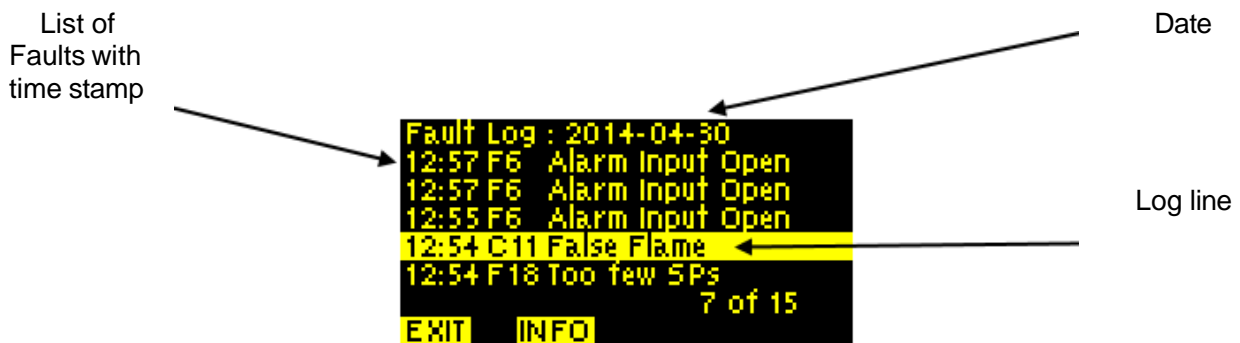 List of
Faults with
time stamp
Date
Fault Log : 2014-04-30
12:57 F6 Alarm Input Open
12:57 F6 Alarm Input Open
12:55 F6 Alarm Input Open
12:54 C11 False Flame
12:54 F18 Too few SPs
7 of 15
EXIT INFO
Log line